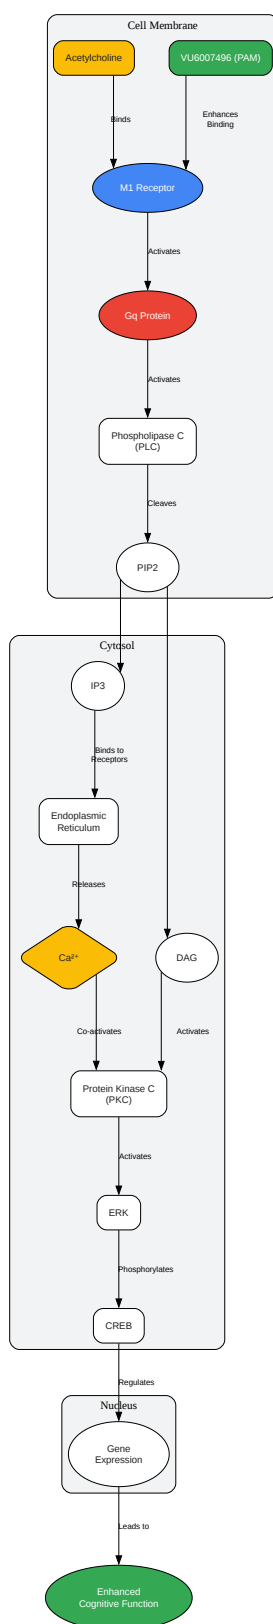 Cell Membrane
Acetylcholine
VU6007496 (PAM)
Binds
Enhances
Binding
M1 Receptor
Activates
Gq Protein
Activates
Phospholipase C
(PLC)
Cleaves
PIP2
Cytosol
IP3
Binds to
Receptors
Endoplasmic
Reticulum
Releases
Ca²⁺
DAG
Co-activates
Activates
Protein Kinase C
(PKC)
Activates
ERK
Phosphorylates
CREB
Regulates
Nucleus
Gene
Expression
Leads to
Enhanced
Cognitive Function